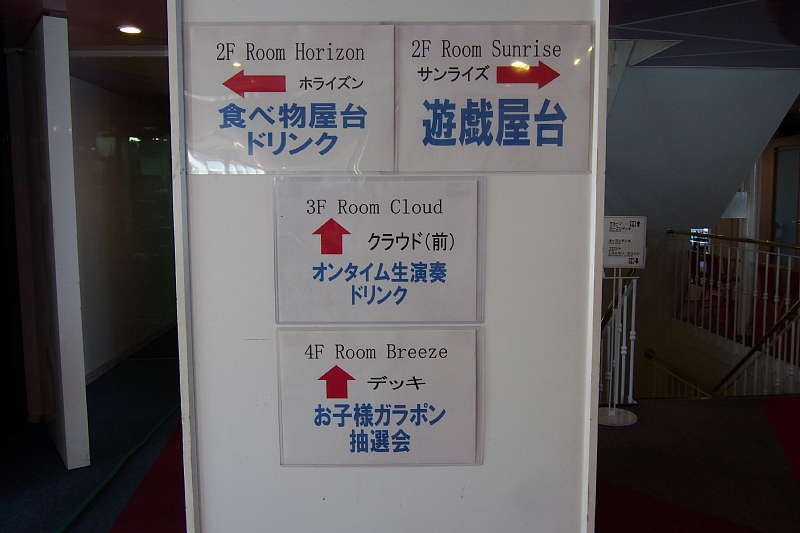 2F Room Horizon
ホライズン
食べ物屋台
ドリンク
2F Room Sunrise
サンライズ
遊戯屋台
3F Room Cloud
クラウド(前)
オンタイム生演奏
ドリンク
4F Room Breeze
デッキ
お子様ガラポン
抽選会